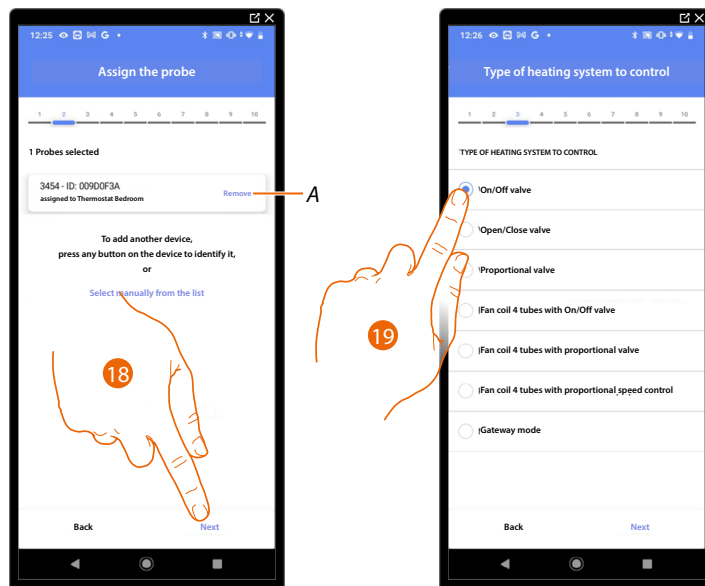 12:25 G
Assign the probe
1 2 3 4 5 6 7 8 9 10
1 Probes selected
3454 - ID: 009D0F3A
assigned to Thermostat Bedroom
Remove
A
To add another device,
press any button on the device to identify it,
or
Select manually from the list
18
Back Next
12:26 G
Type of heating system to control
1 2 3 4 5 6 7 8 9 10
TYPE OF HEATING SYSTEM TO CONTROL
On/Off valve
Open/Close valve
Proportional valve
Fan coil 4 tubes with On/Off valve
19
Fan coil 4 tubes with proportional valve
Fan coil 4 tubes with proportional speed control
Gateway mode
Back Next